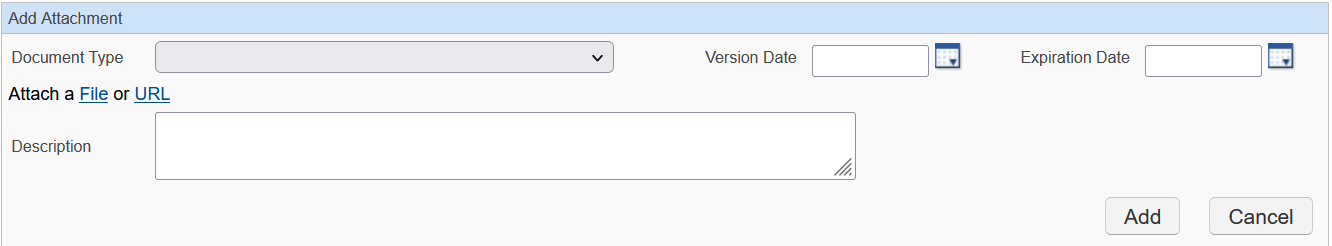 Add Attachment
Document Type Version Date Expiration Date
Attach a File or URL
Description
Add Cancel